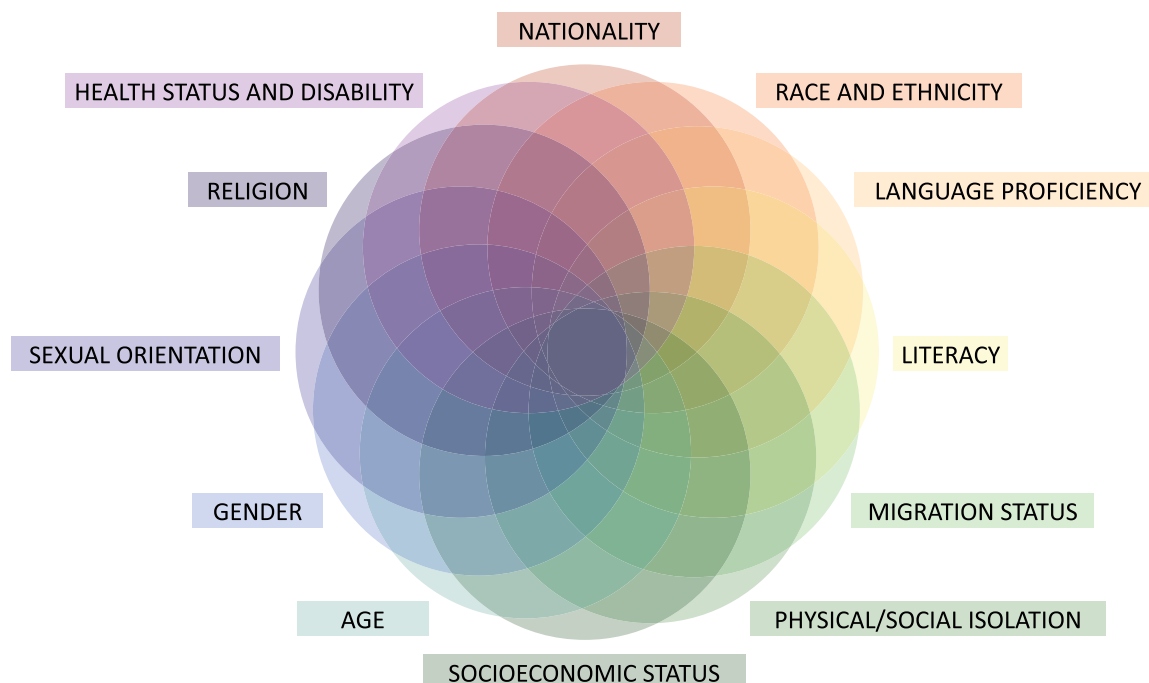 NATIONALITY
HEALTH STATUS AND DISABILITY
RACE AND ETHNICITY
RELIGION
LANGUAGE PROFICIENCY
SEXUAL ORIENTATION
LITERACY
GENDER
MIGRATION STATUS
AGE
PHYSICAL/SOCIAL ISOLATION
SOCIOECONOMIC STATUS